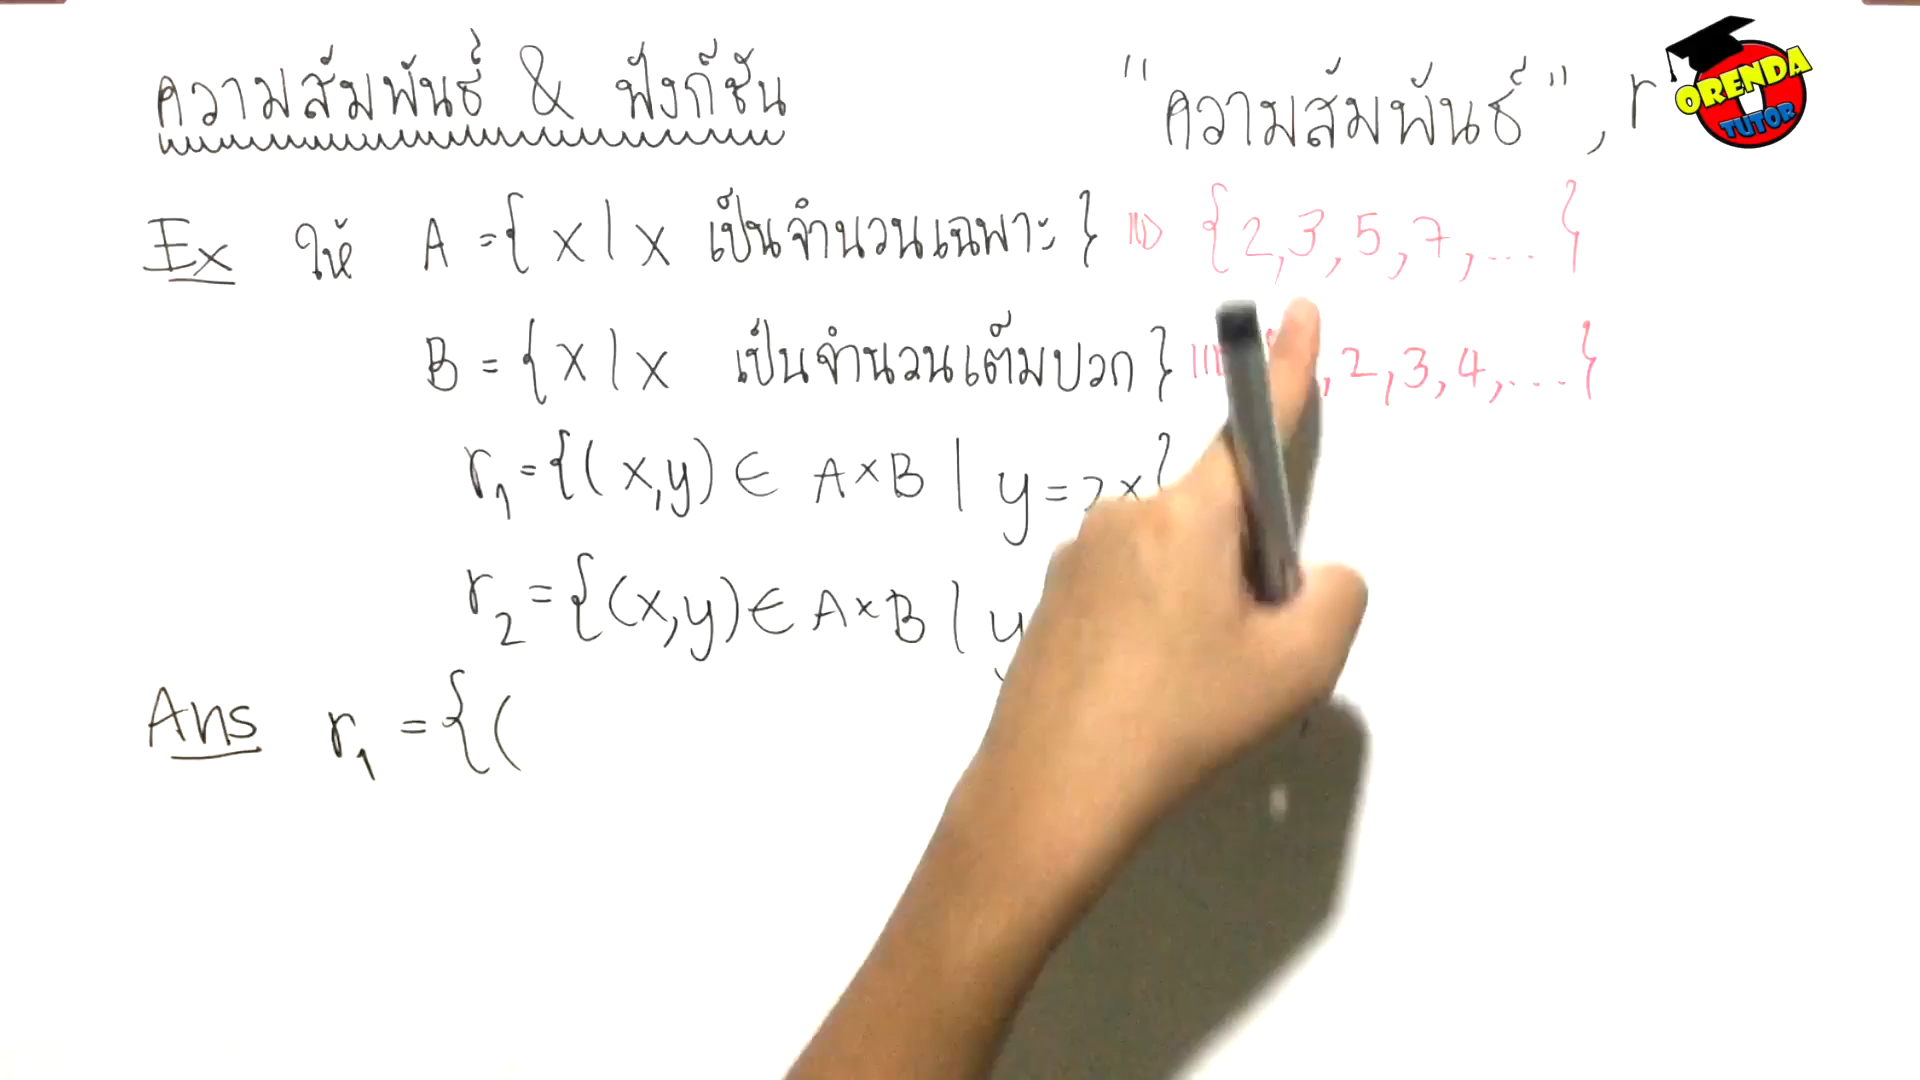 ความสัมพันธ์ & ฟังก์ชัน
"ความสัมพันธ์", r
ORENDA TUTOR
Ex ให้ A = { x | x เป็นจำนวนเฉพาะ } ⇒ {2,3,5,7,...}
B = { x | x เป็นจำนวนเต็มบวก } ,2,3,4,...}
r₁ = {(x,y) ∈ A×B | y = 2x}
r₂ = {(x,y) ∈ A×B | y
Ans r₁ = {(